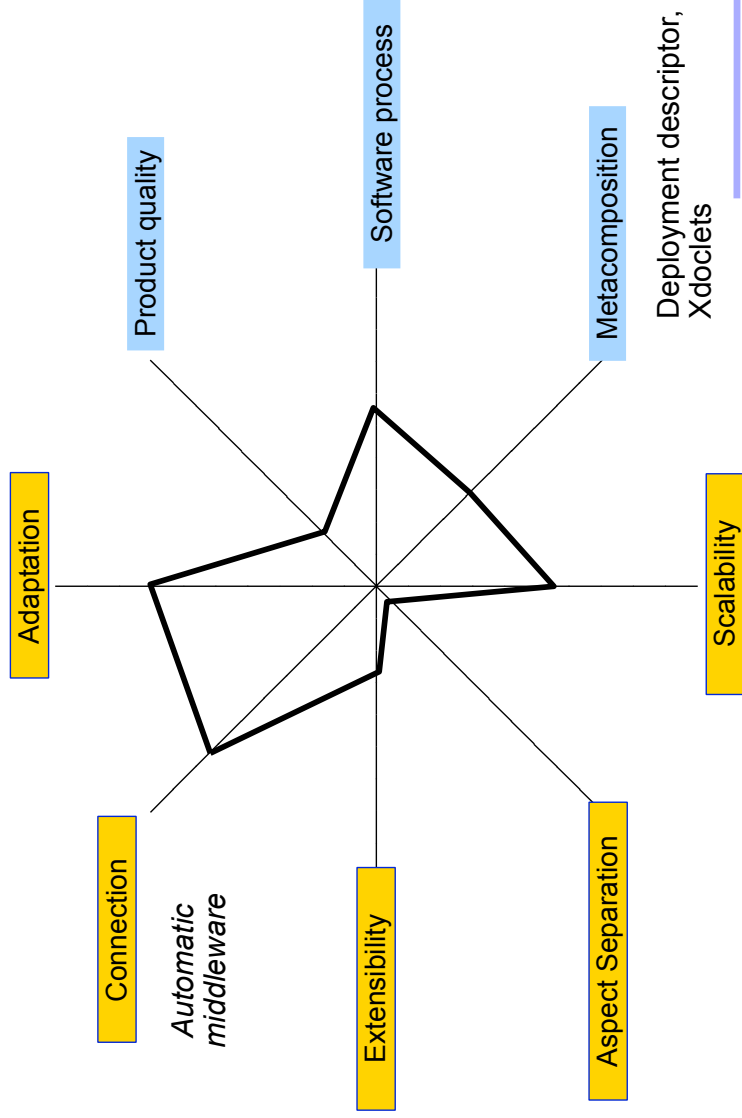 Adaptation
Connection
Product quality
Automatic
middleware
Extensibility
Software process
Aspect Separation
Metacomposition
Scalability
Deployment descriptor,
Xdoclets